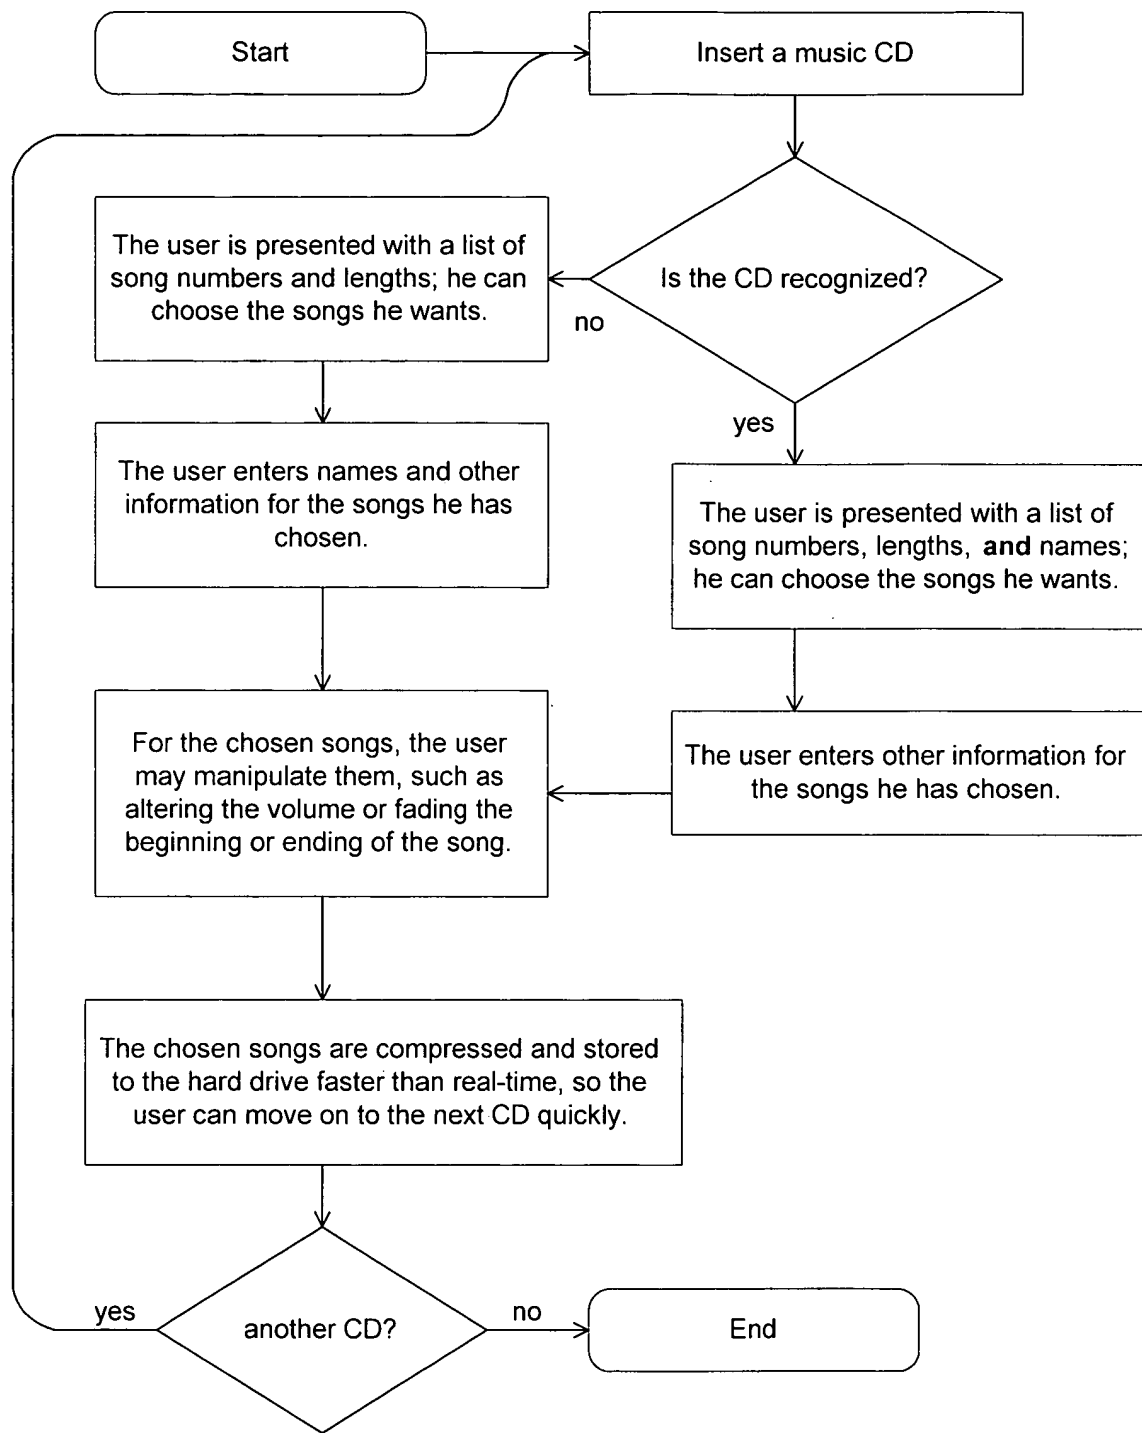 Start
Insert a music CD
Is the CD recognized?
no
yes
The user is presented with a list of
song numbers and lengths; he can
choose the songs he wants.
The user enters names and other
information for the songs he has
chosen.
The user is presented with a list of
song numbers, lengths, and names;
he can choose the songs he wants.
The user enters other information for
the songs he has chosen.
For the chosen songs, the user
may manipulate them, such as
altering the volume or fading the
beginning or ending of the song.
The chosen songs are compressed and stored
to the hard drive faster than real-time, so the
user can move on to the next CD quickly.
another CD?
yes
no
End